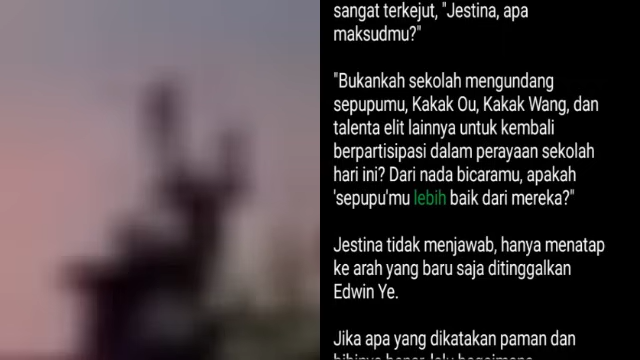 sangat terkejut, "Jestina, apa
maksudmu?"
"Bukankah sekolah mengundang
sepupumu, Kakak Ou, Kakak Wang, dan
talenta elit lainnya untuk kembali
berpartisipasi dalam perayaan sekolah
hari ini? Dari nada bicaramu, apakah
'sepupu'mu lebih baik dari mereka?"
Jestina tidak menjawab, hanya menatap
ke arah yang baru saja ditinggalkan
Edwin Ye.
Jika apa yang dikatakan paman dan